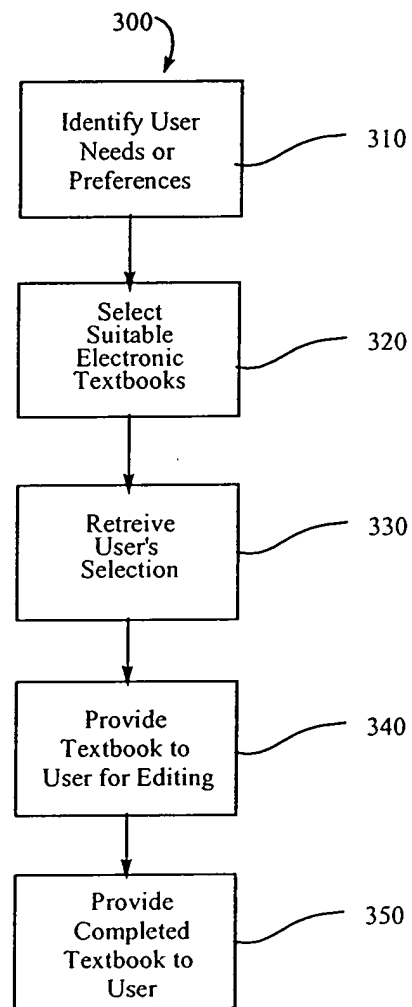 300
Identify User
Needs or
Preferences
310
Select
Suitable
Electronic
Textbooks
320
Retreive
User's
Selection
330
Provide
Textbook to
User for Editing
340
Provide
Completed
Textbook to
User
350